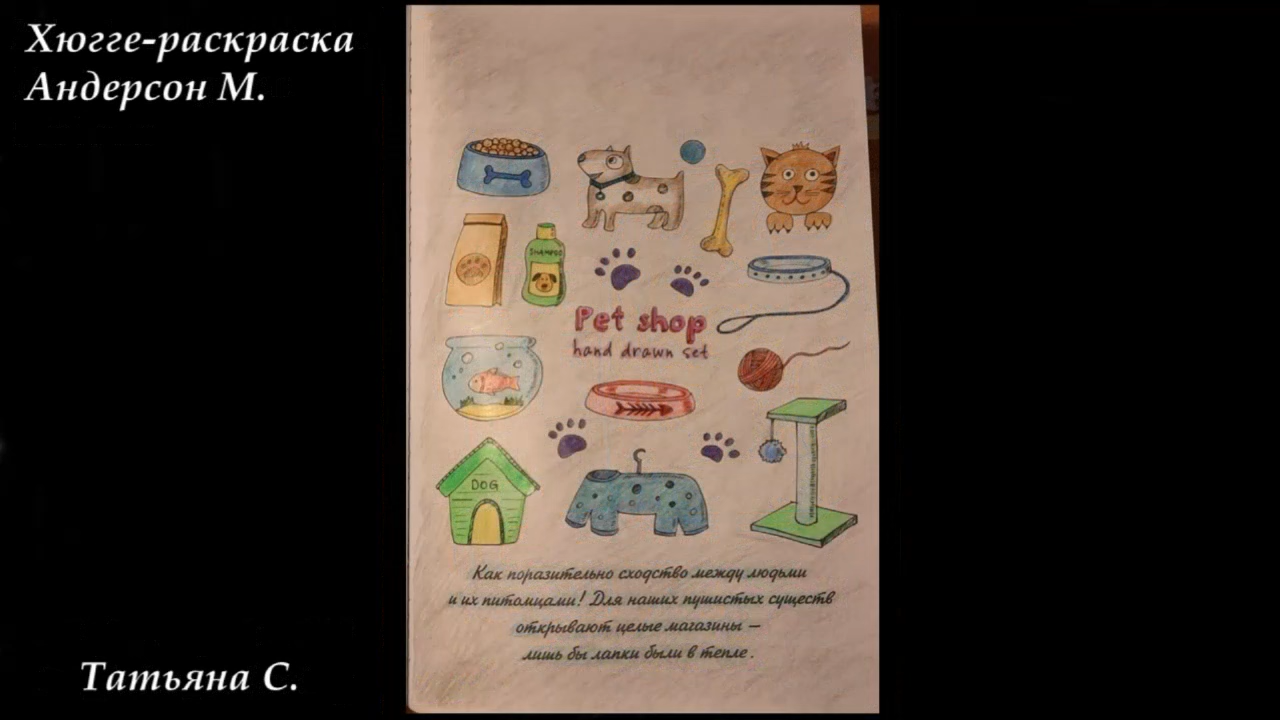 Хюгге-раскраска
Андерсон М.
SHAMPOO
Pet shop
hand drawn set
DOG
Как поразительно сходство между людьми
и их питомцами! Для наших пушистых существ
открывают целые магазины —
лишь бы лапки были в тепле.
Татьяна С.